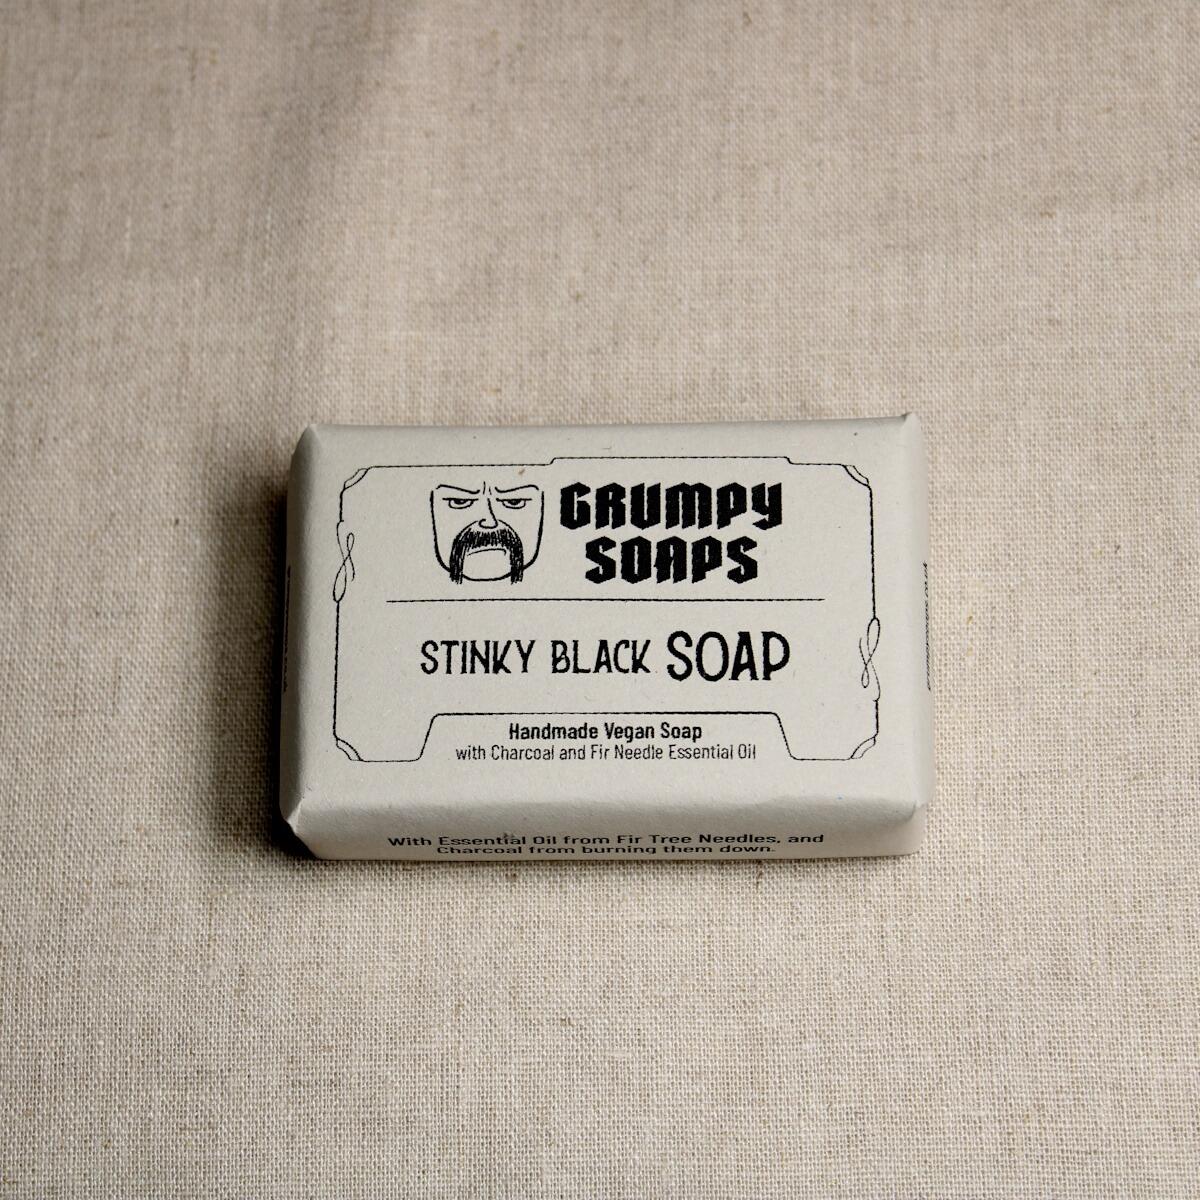 GRUMPY
SOAPS
STINKY BLACK SOAP
Handmade Vegan Soap
with Charcoal and Fir Needle Essential Oil
With Essential Oil from Fir Tree Needles, and
Charcoal from burning them down.